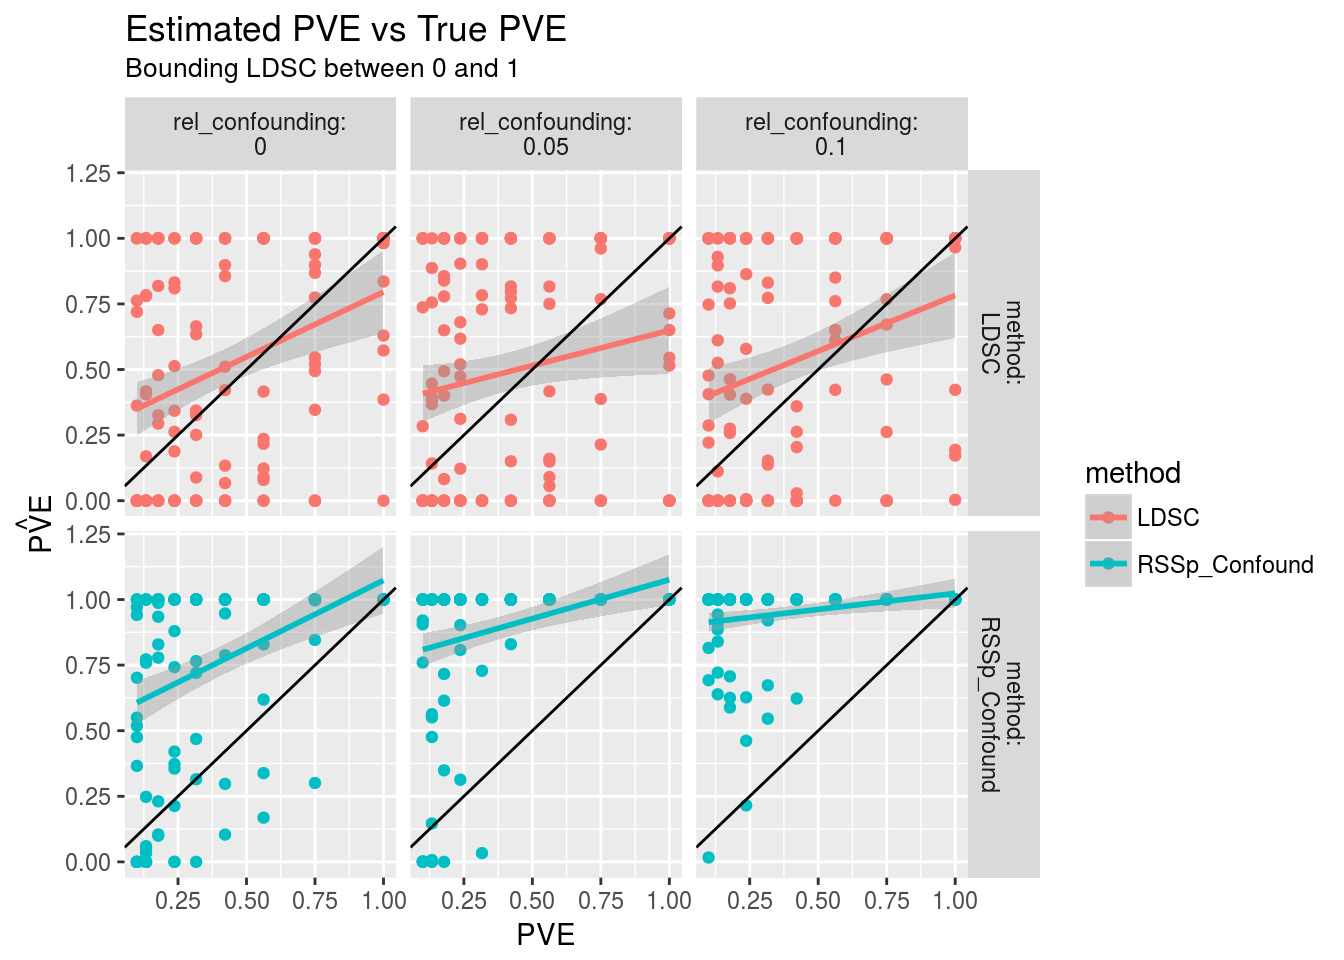 Estimated PVE vs True PVE
Bounding LDSC between 0 and 1
rel_confounding:
0
rel_confounding:
0.05
rel_confounding:
0.1
1.25
1.00
0.75
0.50
0.25
0.00
method:
LDSC
1.25
1.00
0.75
0.50
0.25
0.00
method:
RSSp_Confound
PV̂E
0.25 0.50 0.75 1.00
0.25 0.50 0.75 1.00
0.25 0.50 0.75 1.00
PVE
method
LDSC
RSSp_Confound